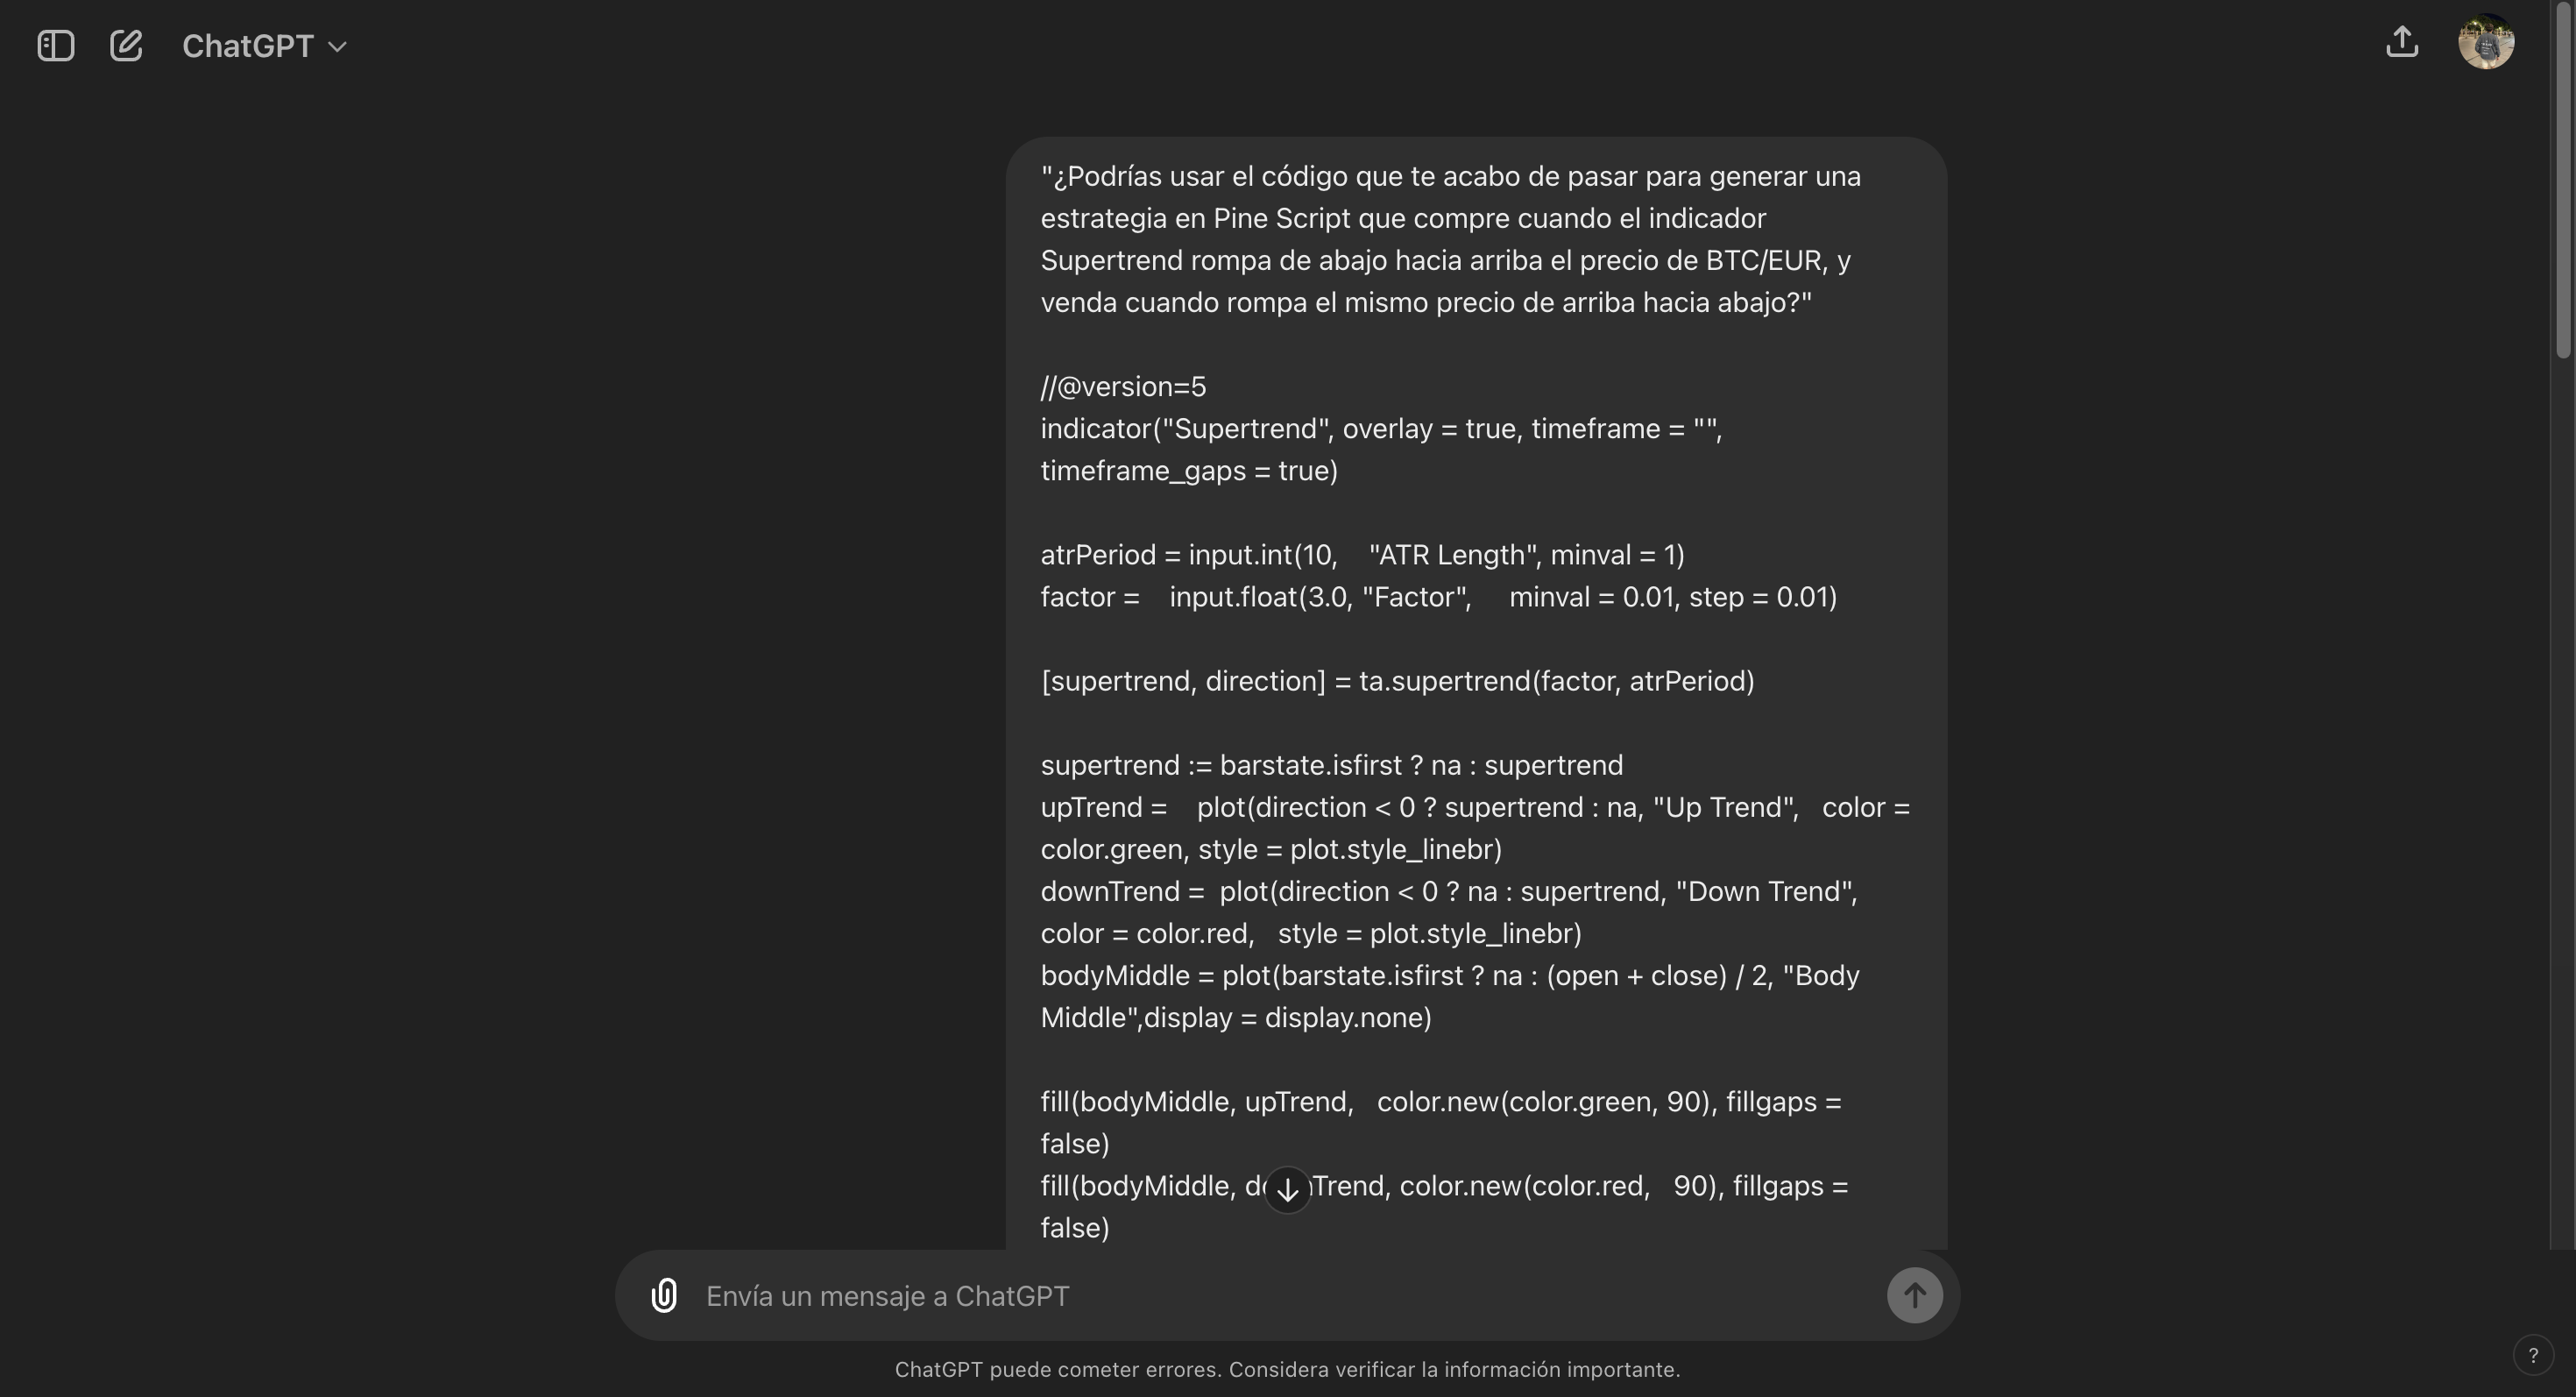 ChatGPT
"¿Podrías usar el código que te acabo de pasar para generar una
estrategia en Pine Script que compre cuando el indicador
Supertrend rompa de abajo hacia arriba el precio de BTC/EUR, y
venda cuando rompa el mismo precio de arriba hacia abajo?"
//@version=5
indicator("Supertrend", overlay = true, timeframe = "",
timeframe_gaps = true)
atrPeriod = input.int(10,    "ATR Length", minval = 1)
factor =    input.float(3.0, "Factor",     minval = 0.01, step = 0.01)
[supertrend, direction] = ta.supertrend(factor, atrPeriod)
supertrend := barstate.isfirst ? na : supertrend
upTrend =    plot(direction < 0 ? supertrend : na, "Up Trend",   color =
color.green, style = plot.style_linebr)
downTrend =  plot(direction < 0 ? na : supertrend, "Down Trend",
color = color.red,   style = plot.style_linebr)
bodyMiddle = plot(barstate.isfirst ? na : (open + close) / 2, "Body
Middle",display = display.none)
fill(bodyMiddle, upTrend,   color.new(color.green, 90), fillgaps =
false)
fill(bodyMiddle, downTrend, color.new(color.red,   90), fillgaps =
false)
Envía un mensaje a ChatGPT
ChatGPT puede cometer errores. Considera verificar la información importante.
?